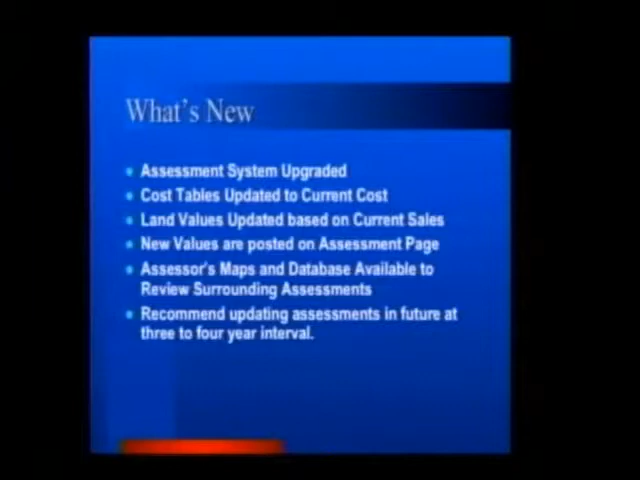 What's New
Assessment System Upgraded
Cost Tables Updated to Current Cost
Land Values Updated based on Current Sales
New Values are posted on Assessment Page
Assessor's Maps and Database Available to
Review Surrounding Assessments
Recommend updating assessments in future at
three to four year interval.